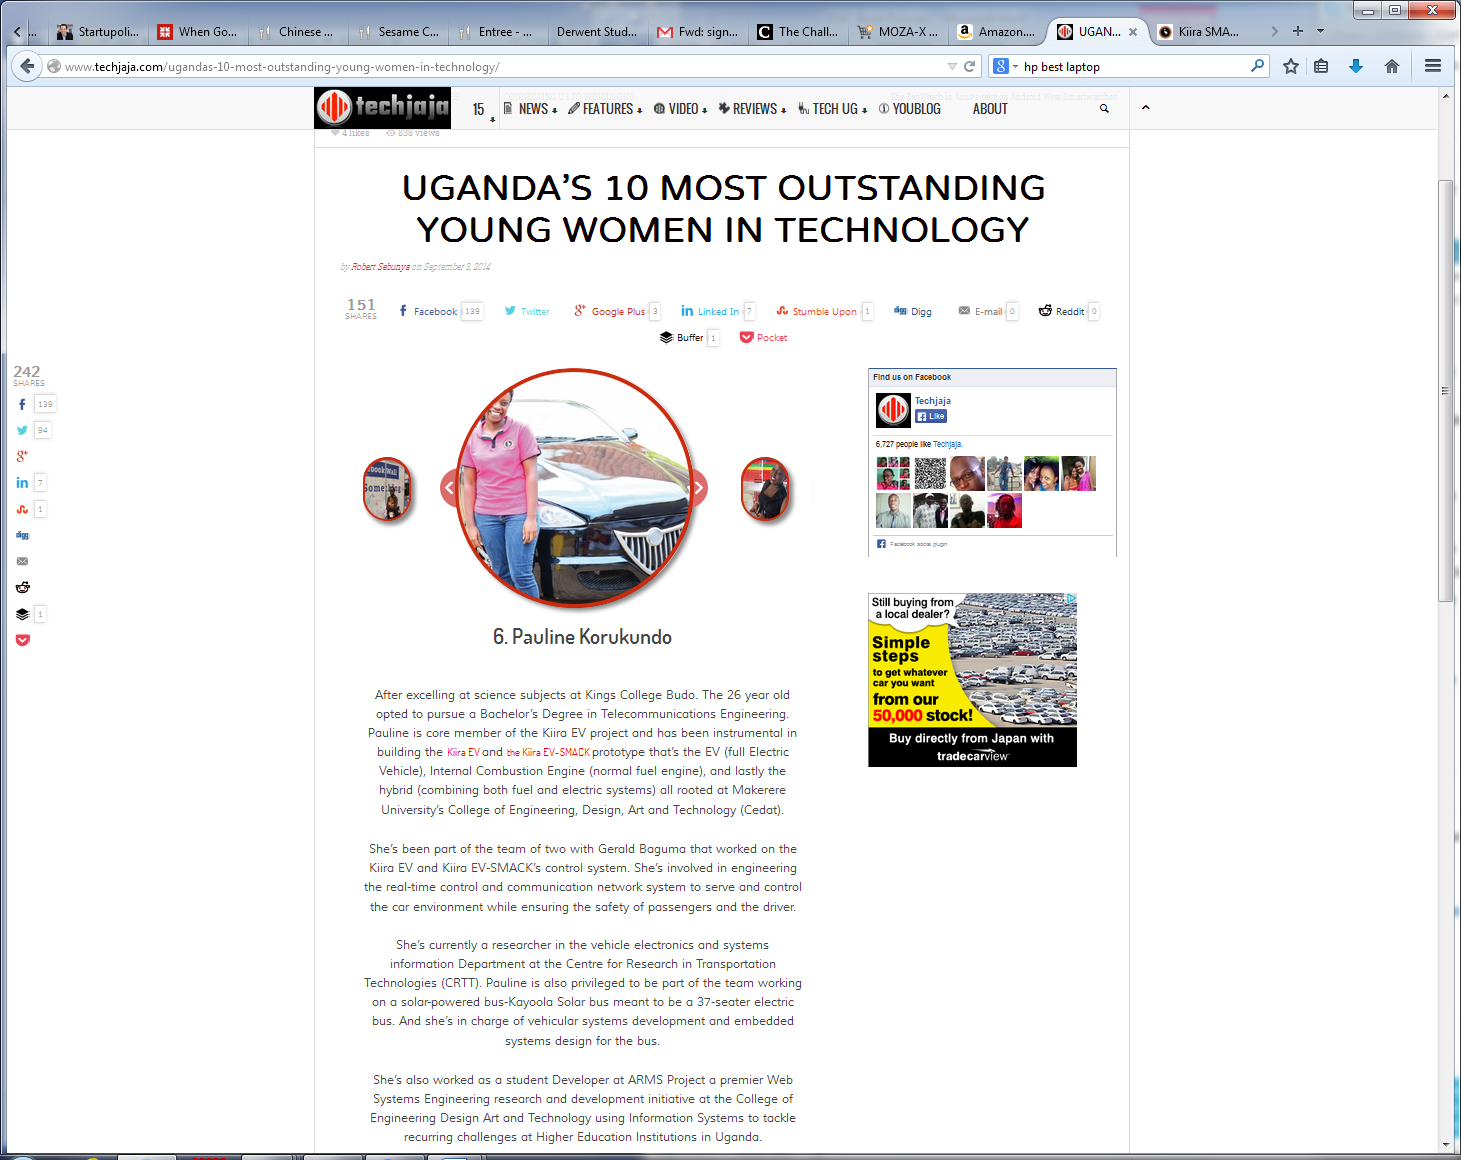 ...
Startupoli...
When Go...
Chinese ...
Sesame C...
Entree - ...
Derwent Stud...
Fwd: sign...
The Chall...
MOZA-X ...
Amazon....
UGAN...
Kiira SMA...
www.techjaja.com/ugandas-10-most-outstanding-young-women-in-technology/
hp best laptop
techjaja
15
NEWS
FEATURES
VIDEO
REVIEWS
TECH UG
YOUBLOG
ABOUT
4 likes
838 views
UGANDA'S 10 MOST OUTSTANDING
YOUNG WOMEN IN TECHNOLOGY
by Robert Sebunya on September 3, 2014
151
SHARES
Facebook 139
Twitter
Google Plus 3
Linked In 7
Stumble Upon 1
Digg
E-mail 0
Reddit 0
Buffer 1
Pocket
242
SHARES
139
94
7
1
digg
1
ook Wall
Somethin
6. Pauline Korukundo
After excelling at science subjects at Kings College Budo. The 26 year old
opted to pursue a Bachelor's Degree in Telecommunications Engineering.
Pauline is core member of the Kiira EV project and has been instrumental in
building the Kiira EV and the Kiira EV-SMACK prototype that's the EV (full Electric
Vehicle), Internal Combustion Engine (normal fuel engine), and lastly the
hybrid (combining both fuel and electric systems) all rooted at Makerere
University's College of Engineering, Design, Art and Technology (Cedat).
She's been part of the team of two with Gerald Baguma that worked on the
Kiira EV and Kiira EV-SMACK's control system. She's involved in engineering
the real-time control and communication network system to serve and control
the car environment while ensuring the safety of passengers and the driver.
She's currently a researcher in the vehicle electronics and systems
information Department at the Centre for Research in Transportation
Technologies (CRTT). Pauline is also privileged to be part of the team working
on a solar-powered bus-Kayoola Solar bus meant to be a 37-seater electric
bus. And she's in charge of vehicular systems development and embedded
systems design for the bus.
She's also worked as a student Developer at ARMS Project a premier Web
Systems Engineering research and development initiative at the College of
Engineering Design Art and Technology using Information Systems to tackle
recurring challenges at Higher Education Institutions in Uganda.
Find us on Facebook
Techjaja
Like
6,727 people like Techjaja.
Facebook social plugin
Still buying from
a local dealer?
Simple
steps
to get whatever
car you want
from our
50,000 stock!
Buy directly from Japan with
tradecarview